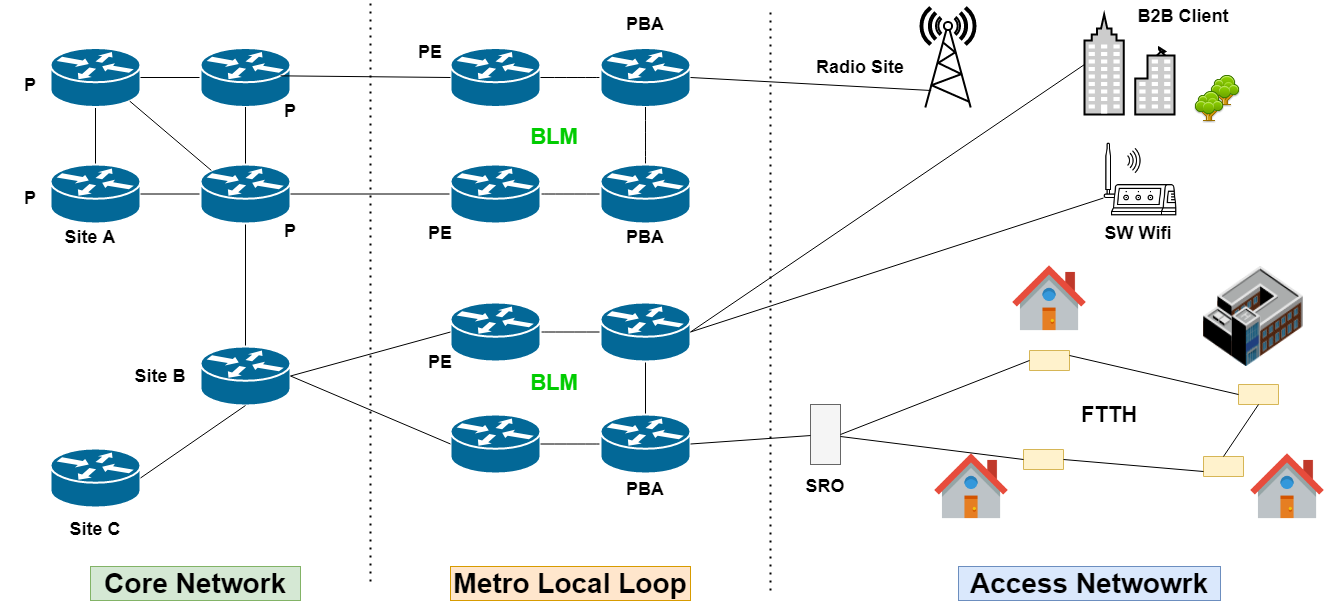 PBA
B2B Client
PE
Radio Site
P
P
BLM
P
P
Site A
PE
PBA
SW Wifi
Site B
PE
BLM
FTTH
PBA
SRO
Site C
Core Network
Metro Local Loop
Access Netwowrk